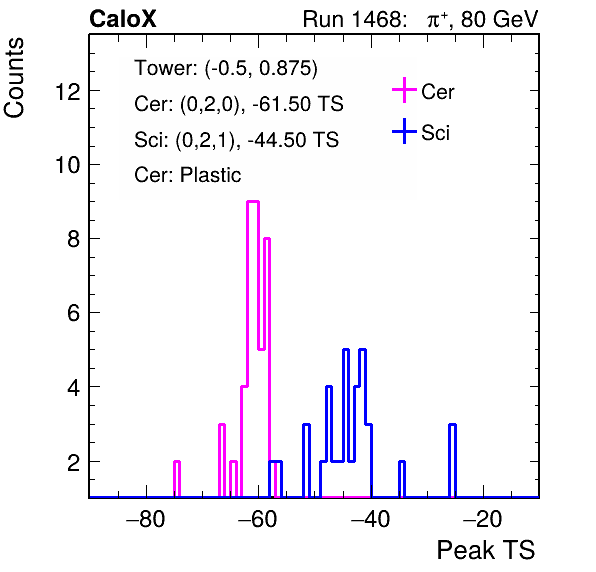 CaloX Run 1468: π⁺, 80 GeV
Counts
Tower: (-0.5, 0.875)
Cer: (0,2,0), -61.50 TS
Sci: (0,2,1), -44.50 TS
Cer: Plastic
Cer
Sci
12
10
8
6
4
2
−80 −60 −40 −20
Peak TS